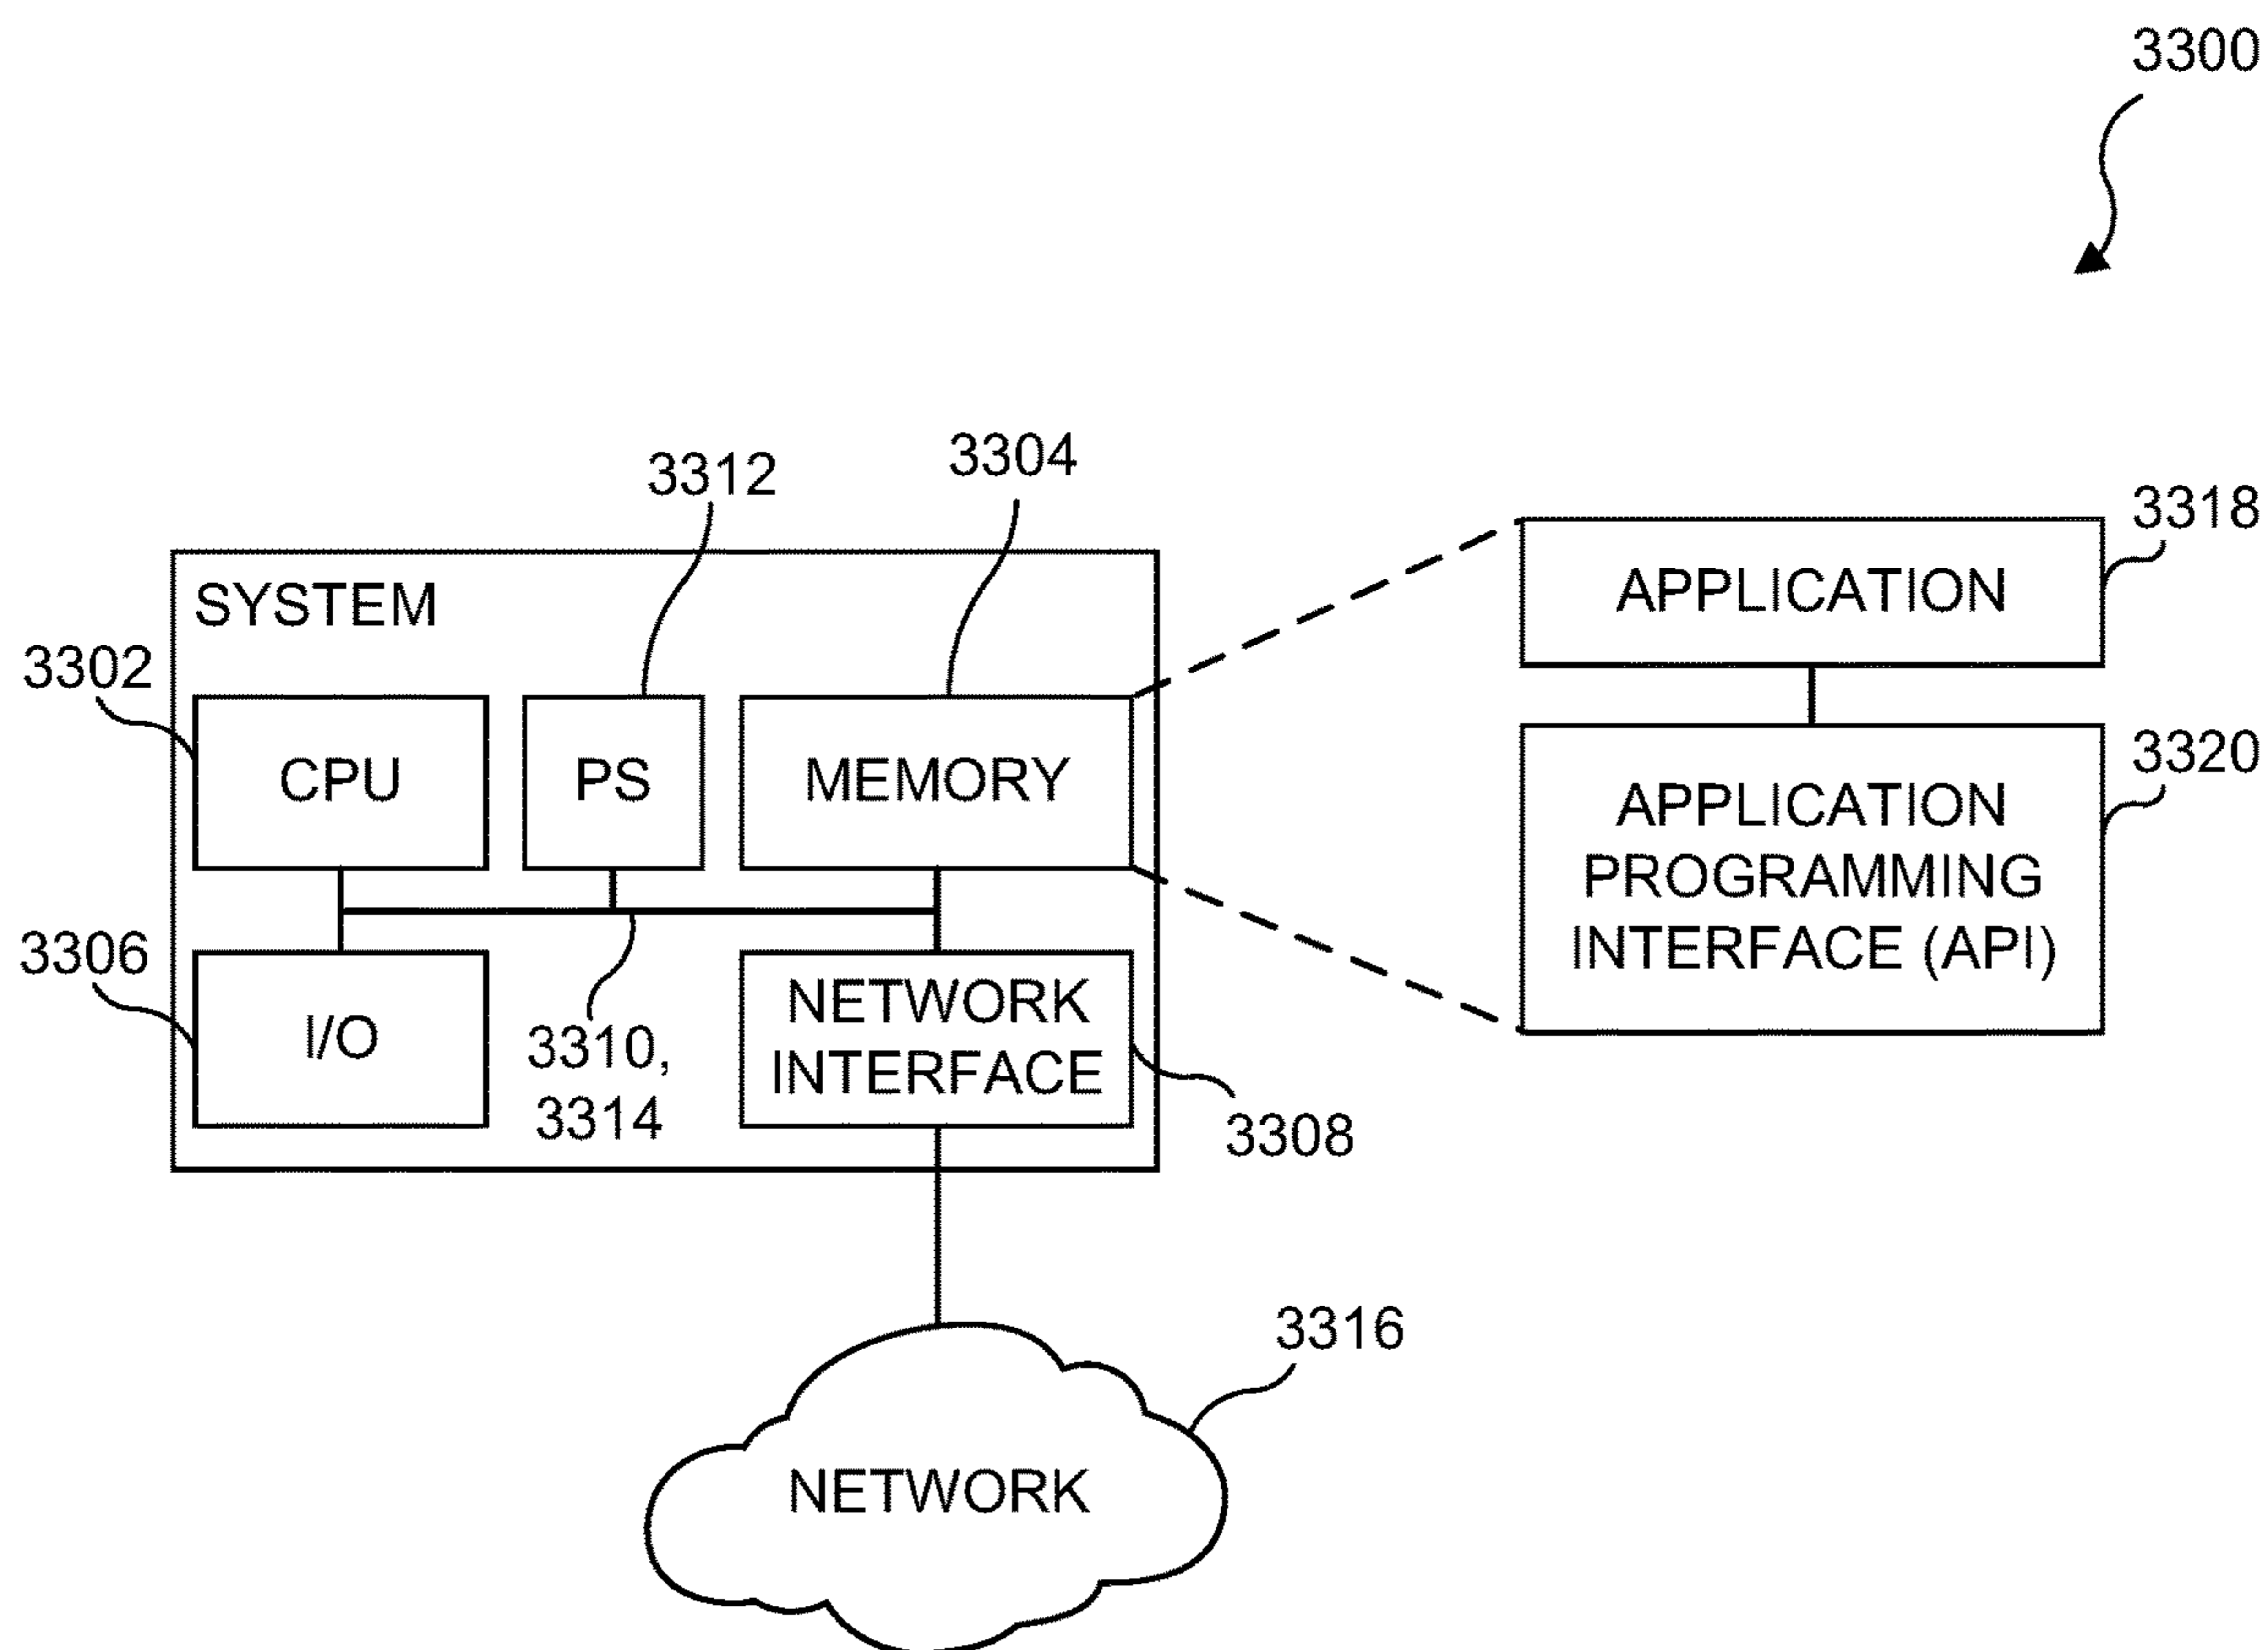 3300
3312
3304
3318
SYSTEM
APPLICATION
3302
3320
CPU
PS
MEMORY
APPLICATION
PROGRAMMING
INTERFACE (API)
3306
I/O
NETWORK
INTERFACE
3310,
3314
3308
3316
NETWORK